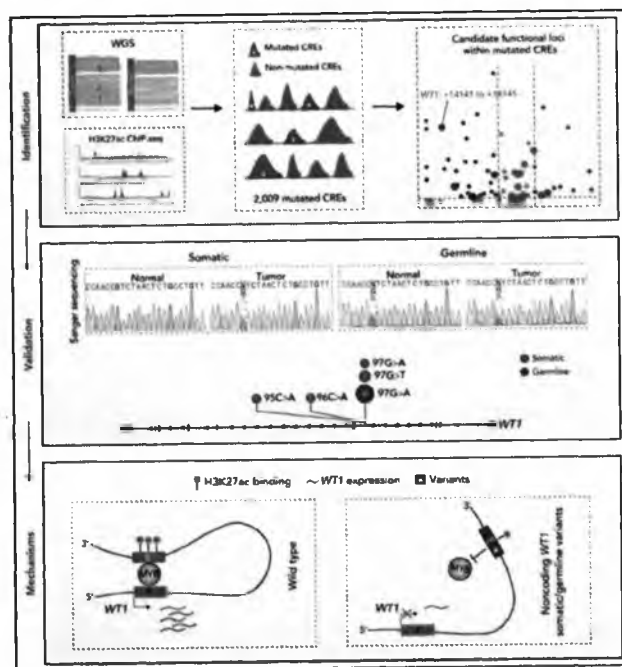 Identification
WGS
H3K27ac ChIP-seq
Mutated CREs
Non-mutated CREs
2,009 mutated CREs
Candidate functional loci
within mutated CREs
Validation
Somatic
Germline
Sanger sequencing
Normal
Tumor
Normal
Tumor
Somatic
Germline
97G>A
97G>T
97G>A
95C>A
96C>A
WT1
Mechanisms
H3K27ac binding
WT1 expression
Variants
3'
5'
MYB
WT1
Wild type
3'
5'
WT1
Noncoding WT1
somatic/germline variants